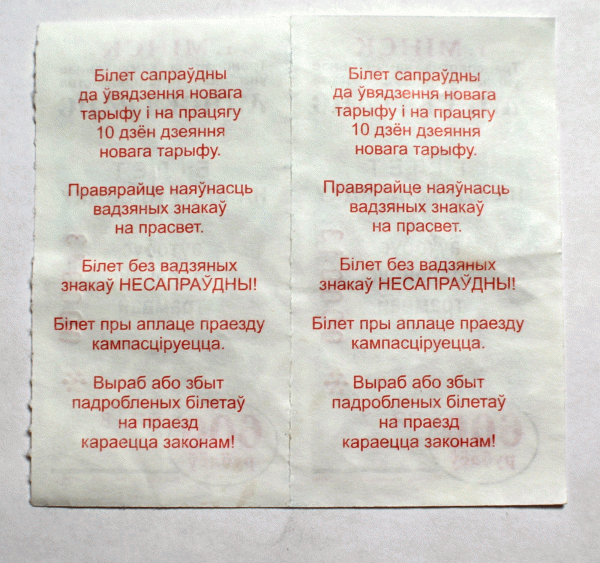 Білет сапраўдны
да ўвядзення новага
тарыфу і на працягу
10 дзён дзеяння
новага тарыфу.
Правярайце наяўнасць
вадзяных знакаў
на прасвет.
Білет без вадзяных
знакаў НЕСАПРАЎДНЫ!
Білет пры аплаце праезду
кампасціруецца.
Выраб або збыт
падробленых білетаў
на праезд
караецца законам!
Білет сапраўдны
да ўвядзення новага
тарыфу і на працягу
10 дзён дзеяння
новага тарыфу.
Правярайце наяўнасць
вадзяных знакаў
на прасвет.
Білет без вадзяных
знакаў НЕСАПРАЎДНЫ!
Білет пры аплаце праезду
кампасціруецца.
Выраб або збыт
падробленых білетаў
на праезд
караецца законам!